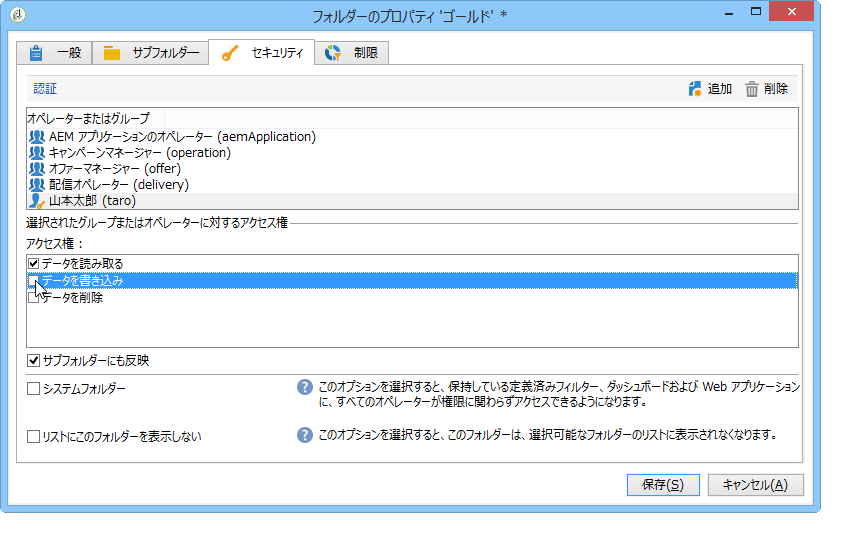 フォルダーのプロパティ 'ゴールド' *
一般
サブフォルダー
セキュリティ
制限
認証
追加
削除
オペレーターまたはグループ
AEM アプリケーションのオペレーター (aemApplication)
キャンペーンマネージャー (operation)
オファーマネージャー (offer)
配信オペレーター (delivery)
山本太郎 (taro)
選択されたグループまたはオペレーターに対するアクセス権
アクセス権：
データを読み取る
データを書き込み
データを削除
サブフォルダーにも反映
システムフォルダー
このオプションを選択すると、保持している定義済みフィルター、ダッシュボードおよび Web アプリケーション
に、すべてのオペレーターが権限に関わらずアクセスできるようになります。
リストにこのフォルダーを表示しない
このオプションを選択すると、このフォルダーは、選択可能なフォルダーのリストに表示されなくなります。
保存(S)
キャンセル(A)